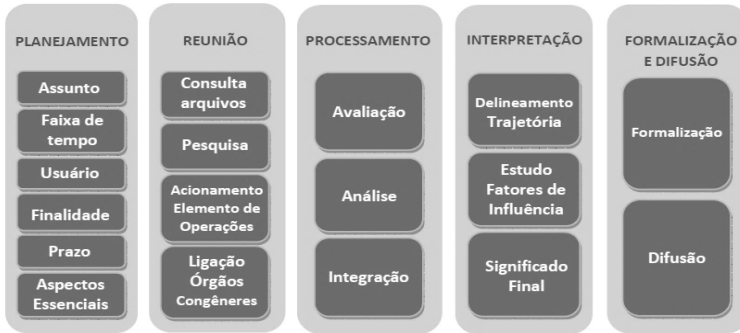 PLANEJAMENTO
Assunto
Faixa de
tempo
Usuário
Finalidade
Prazo
Aspectos
Essenciais
REUNIÃO
Consulta
arquivos
Pesquisa
Acionamento
Elemento de
Operações
Ligação
Órgãos
Congêneres
PROCESSAMENTO
Avaliação
Análise
Integração
INTERPRETAÇÃO
Delineamento
Trajetória
Estudo
Fatores de
Influência
Significado
Final
FORMALIZAÇÃO
E DIFUSÃO
Formalização
Difusão